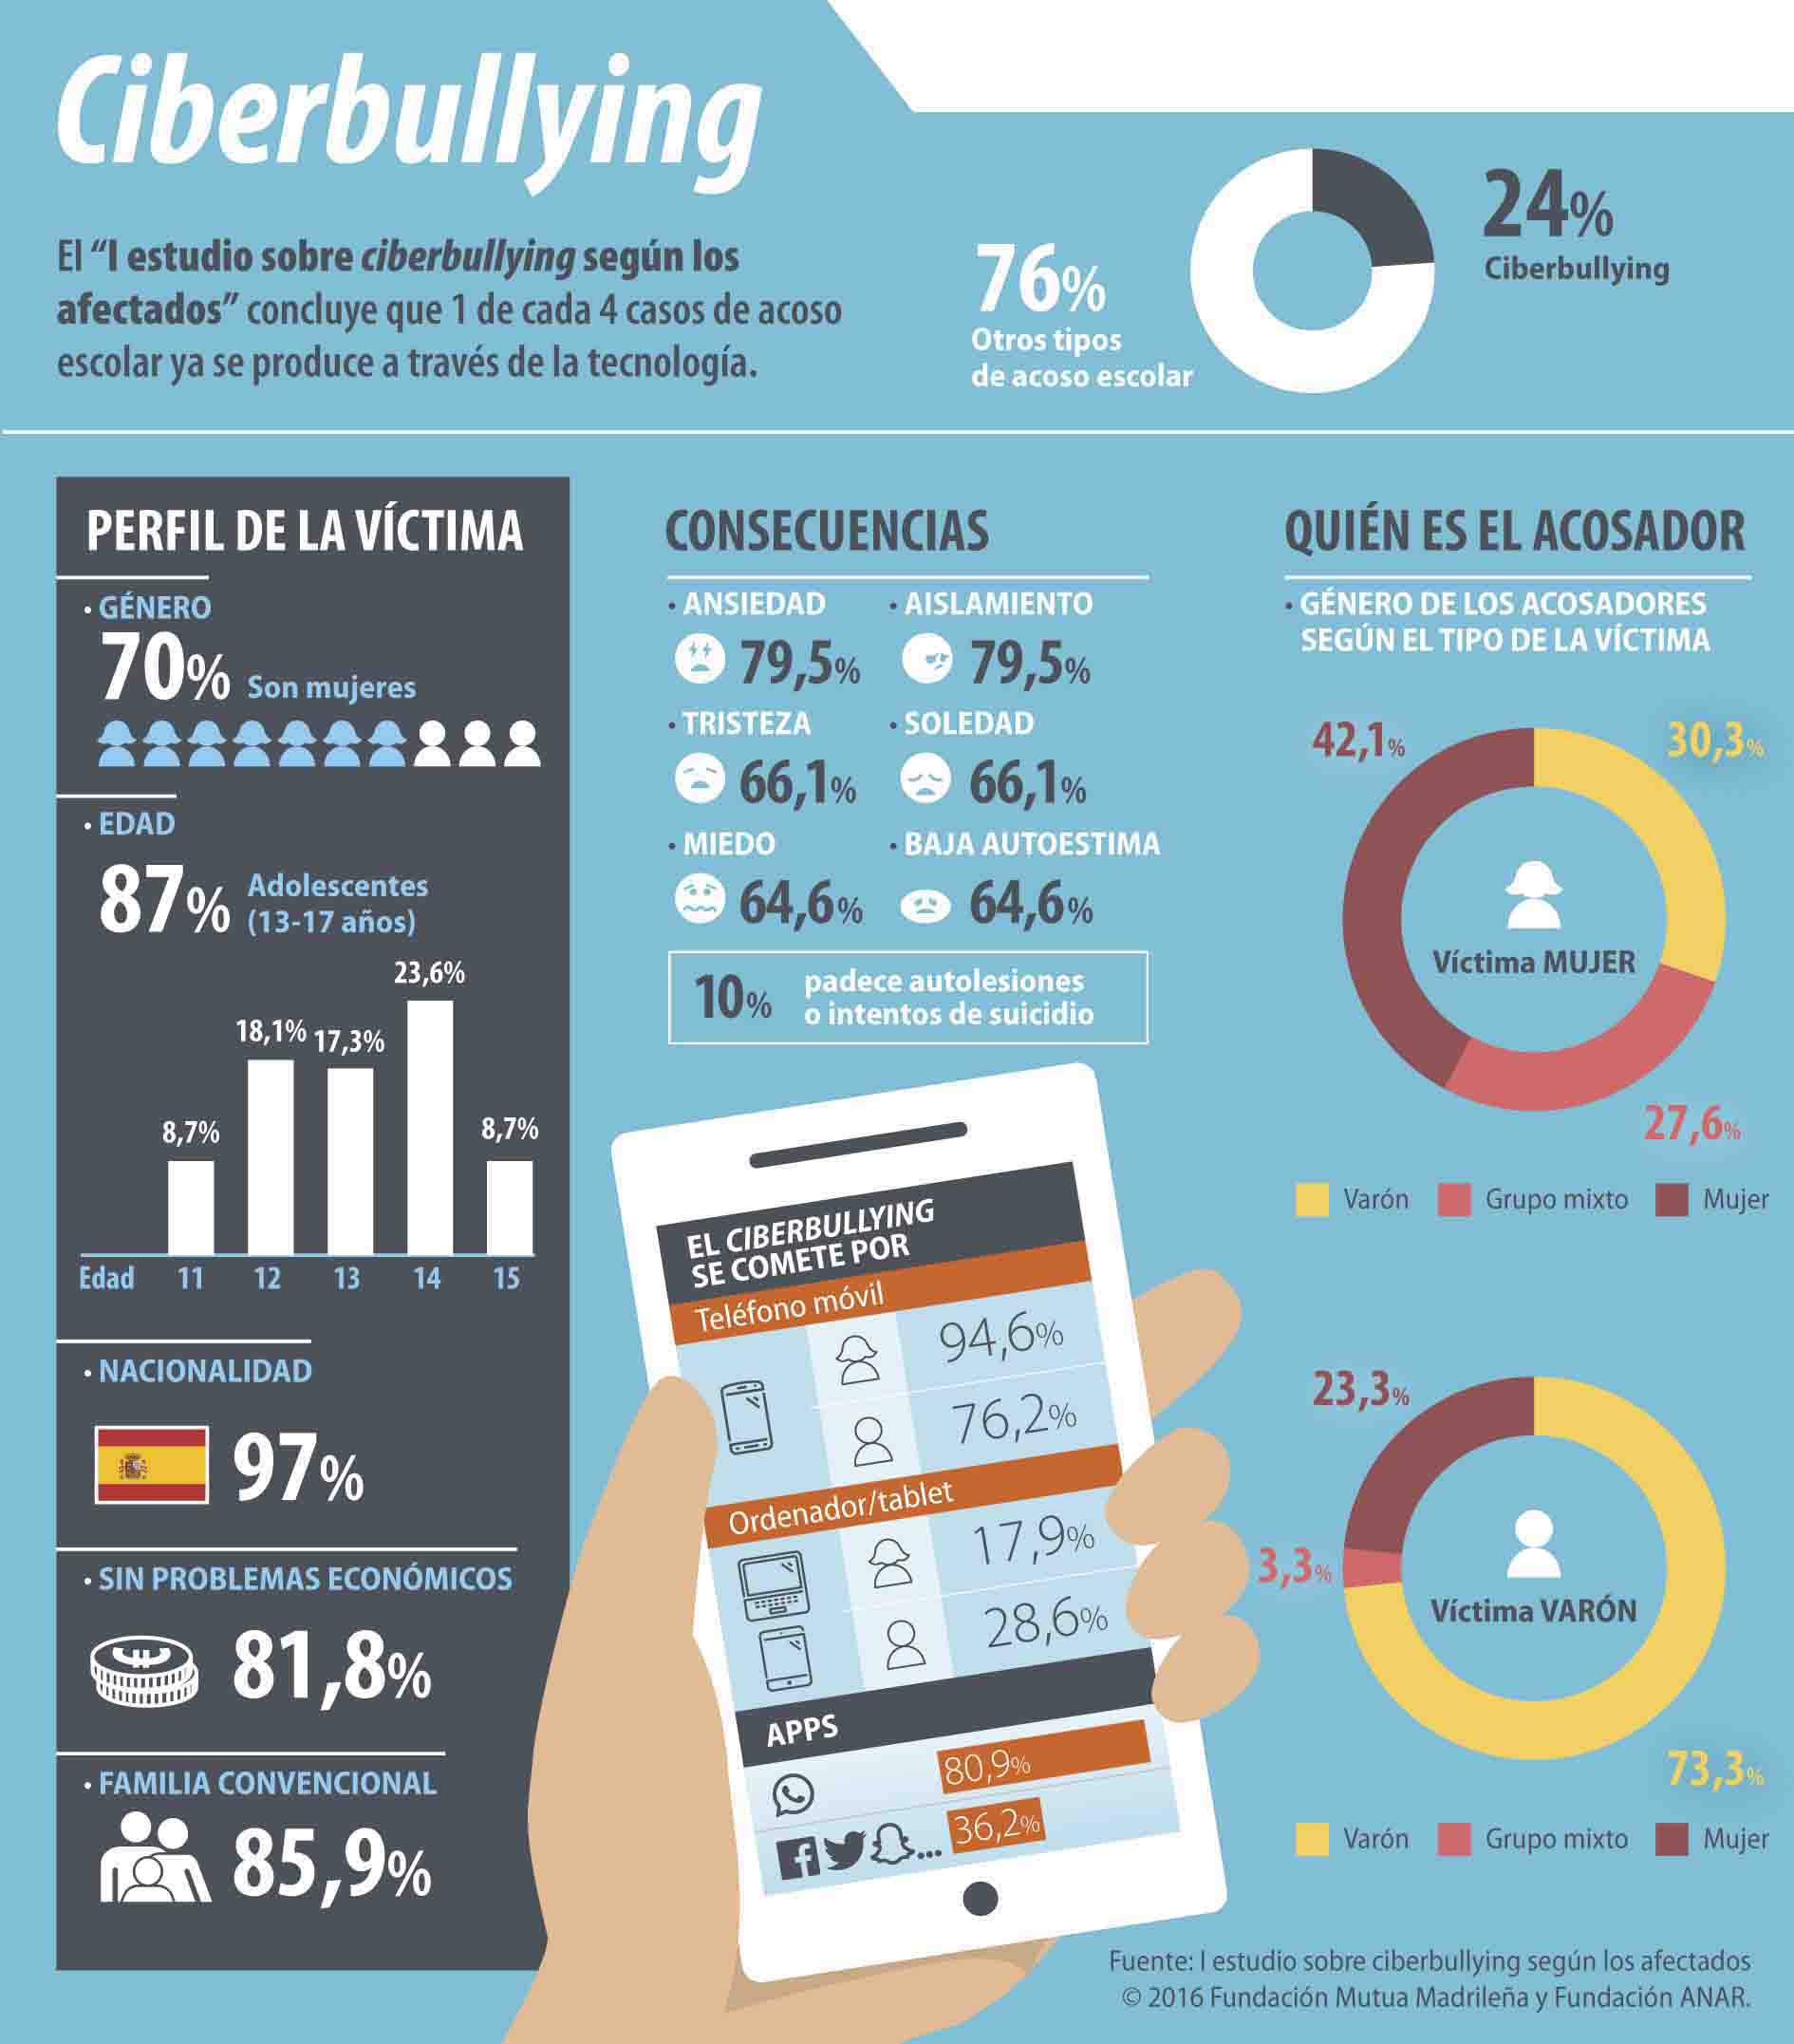 Ciberbullying
El “I estudio sobre ciberbullying según los
afectados” concluye que 1 de cada 4 casos de acoso
escolar ya se produce a través de la tecnología.
76%
Otros tipos
de acoso escolar
24%
Ciberbullying
PERFIL DE LA VÍCTIMA
• GÉNERO
70% Son mujeres
• EDAD
87% Adolescentes
(13-17 años)
8,7%
18,1%
17,3%
23,6%
8,7%
Edad 11 12 13 14 15
• NACIONALIDAD
97%
• SIN PROBLEMAS ECONÓMICOS
81,8%
• FAMILIA CONVENCIONAL
85,9%
CONSECUENCIAS
• ANSIEDAD
79,5%
• AISLAMIENTO
79,5%
• TRISTEZA
66,1%
• SOLEDAD
66,1%
• MIEDO
64,6%
• BAJA AUTOESTIMA
64,6%
10% padece autolesiones
o intentos de suicidio
EL CIBERBULLYING
SE COMETE POR
Teléfono móvil
94,6%
76,2%
Ordenador/tablet
17,9%
28,6%
APPS
80,9%
... 36,2%
QUIÉN ES EL ACOSADOR
• GÉNERO DE LOS ACOSADORES
SEGÚN EL TIPO DE LA VÍCTIMA
42,1%
30,3%
Víctima MUJER
27,6%
Varón Grupo mixto Mujer
23,3%
3,3%
Víctima VARÓN
73,3%
Varón Grupo mixto Mujer
Fuente: I estudio sobre ciberbullying según los afectados
© 2016 Fundación Mutua Madrileña y Fundación ANAR.